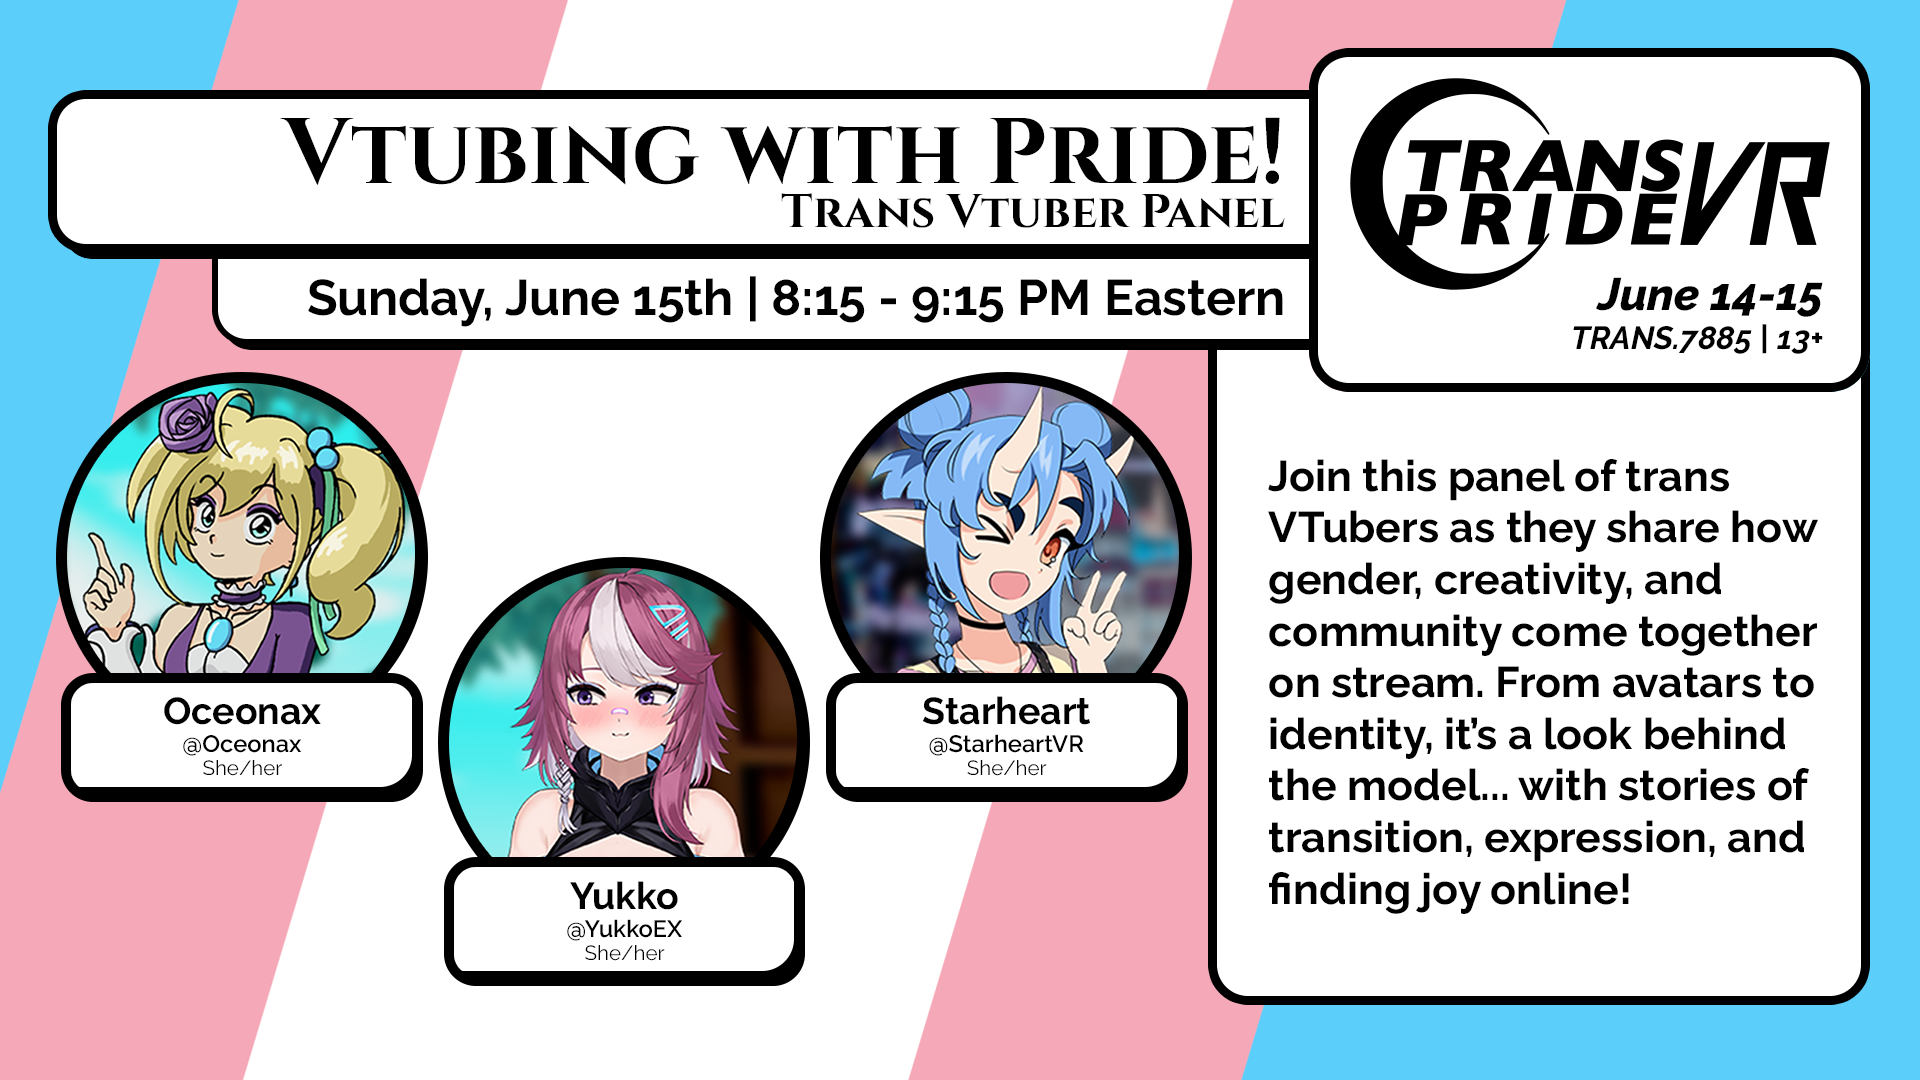 Vtubing with Pride!
Trans Vtuber Panel
Sunday, June 15th | 8:15 - 9:15 PM Eastern
TRANS
PRIDE VR
June 14-15
TRANS.7885 | 13+
Oceonax
@Oceonax
She/her
Yukko
@YukkoEX
She/her
Starheart
@StarheartVR
She/her
Join this panel of trans
VTubers as they share how
gender, creativity, and
community come together
on stream. From avatars to
identity, it's a look behind
the model... with stories of
transition, expression, and
finding joy online!